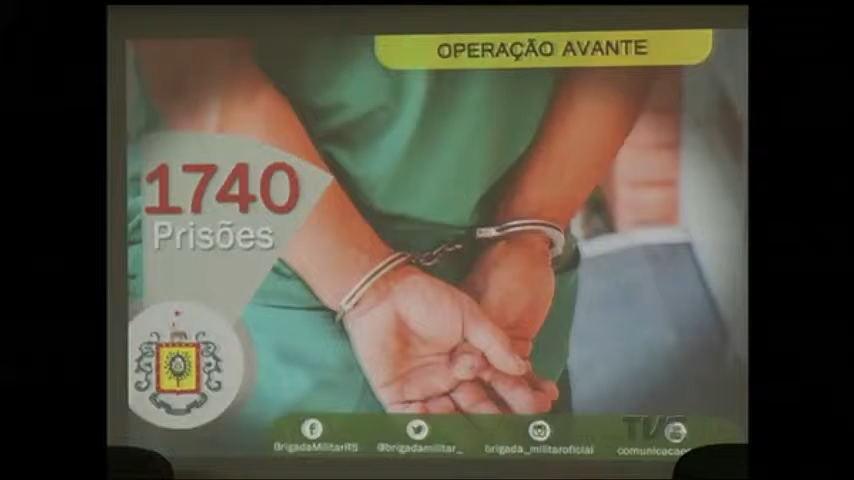 OPERAÇÃO AVANTE
1740
Prisões
BrigadaMilitarRS
@brigadamilitar_
brigada_militaroficial